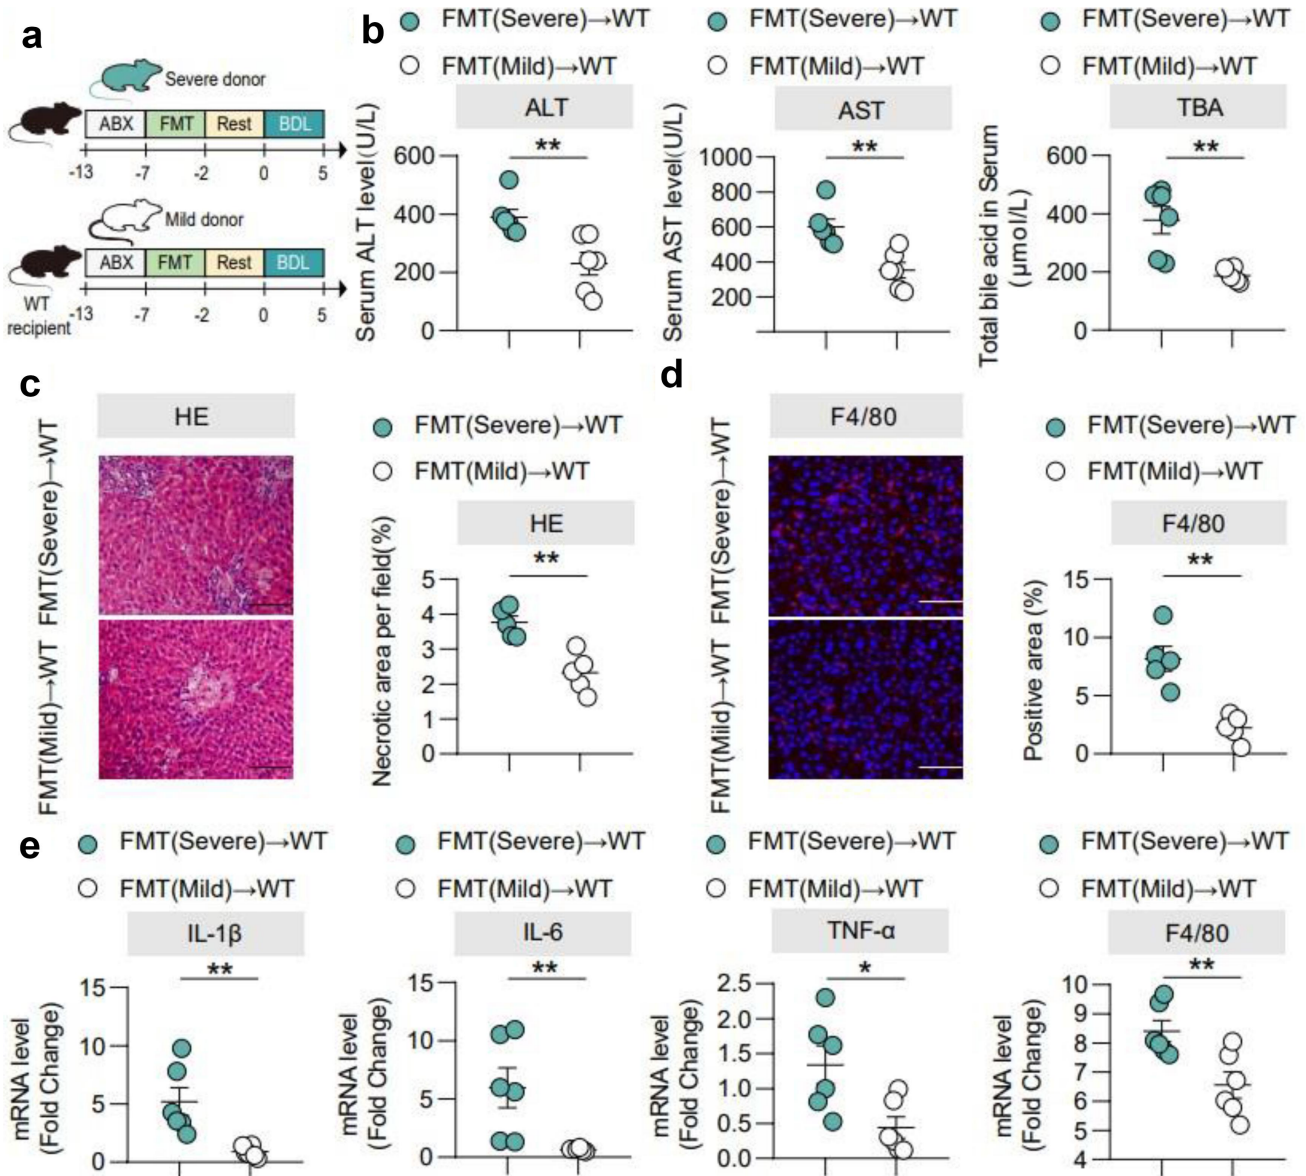 a
Severe donor
ABX FMT Rest BDL
-13 -7 -2 0 5
Mild donor
ABX FMT Rest BDL
WT
recipient
-13 -7 -2 0 5
b
FMT(Severe)→WT
FMT(Mild)→WT
ALT
**
Serum ALT level(U/L)
600
400
200
0
FMT(Severe)→WT
FMT(Mild)→WT
AST
**
Serum AST level(U/L)
1000
800
600
400
200
FMT(Severe)→WT
FMT(Mild)→WT
TBA
**
Total bile acid in Serum
(μmol/L)
600
400
200
0
c
HE
FMT(Severe)→WT
FMT(Mild)→WT
FMT(Severe)→WT
FMT(Mild)→WT
HE
**
Necrotic area per field(%)
5
4
3
2
1
0
d
F4/80
FMT(Severe)→WT
FMT(Mild)→WT
FMT(Severe)→WT
FMT(Mild)→WT
F4/80
**
Positive area (%)
15
10
5
0
e
FMT(Severe)→WT
FMT(Mild)→WT
IL-1β
**
mRNA level
(Fold Change)
15
10
5
0
FMT(Severe)→WT
FMT(Mild)→WT
IL-6
**
mRNA level
(Fold Change)
15
10
5
0
FMT(Severe)→WT
FMT(Mild)→WT
TNF-α
*
mRNA level
(Fold Change)
2.5
2.0
1.5
1.0
0.5
0.0
FMT(Severe)→WT
FMT(Mild)→WT
F4/80
**
mRNA level
(Fold Change)
10
9
8
7
6
5
4